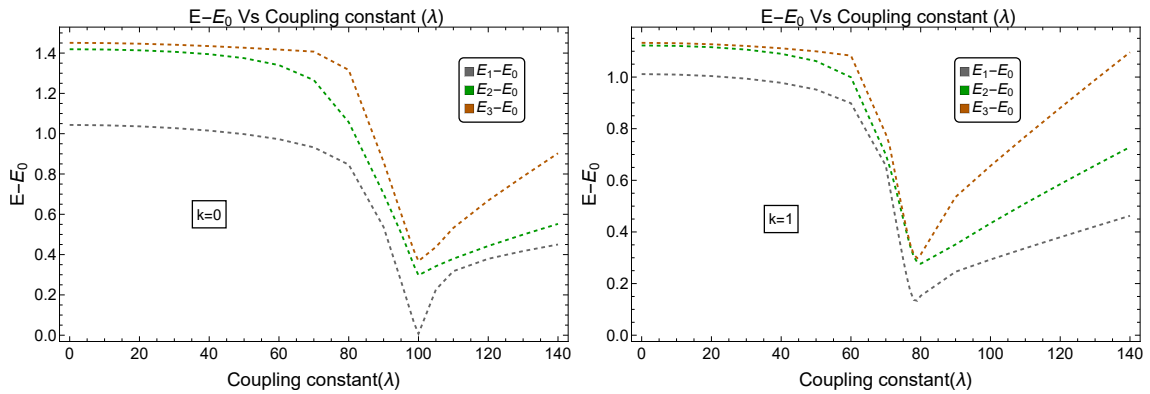 E−E₀ Vs Coupling constant (λ)
E−E₀
1.4
1.2
1.0
0.8
0.6
0.4
0.2
0.0
E₁−E₀
E₂−E₀
E₃−E₀
k=0
0 20 40 60 80 100 120 140
Coupling constant(λ)
E−E₀ Vs Coupling constant (λ)
E−E₀
1.0
0.8
0.6
0.4
0.2
0.0
E₁−E₀
E₂−E₀
E₃−E₀
k=1
0 20 40 60 80 100 120 140
Coupling constant(λ)